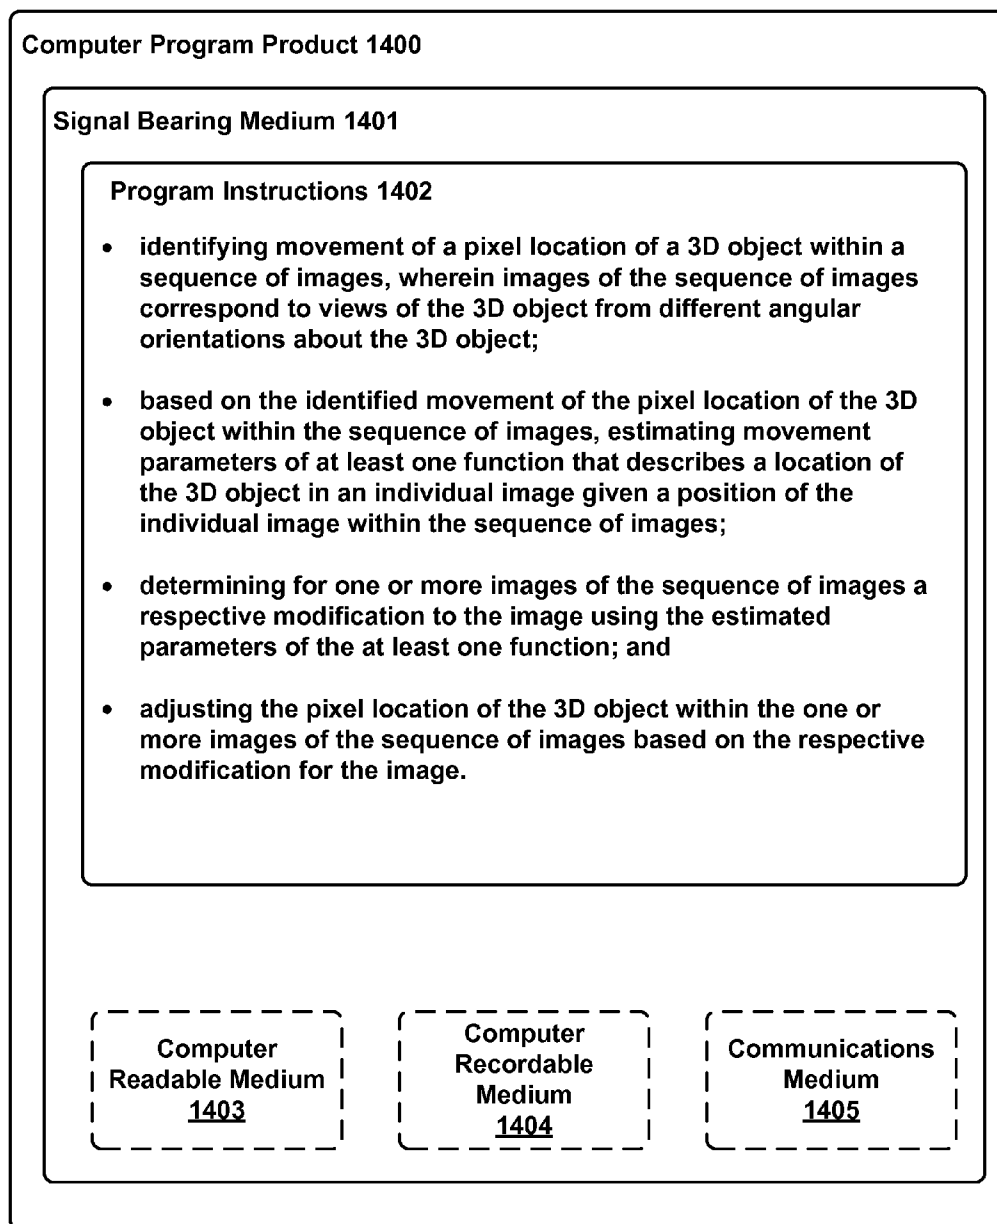 Computer Program Product 1400
Signal Bearing Medium 1401
Program Instructions 1402
• identifying movement of a pixel location of a 3D object within a
sequence of images, wherein images of the sequence of images
correspond to views of the 3D object from different angular
orientations about the 3D object;
• based on the identified movement of the pixel location of the 3D
object within the sequence of images, estimating movement
parameters of at least one function that describes a location of
the 3D object in an individual image given a position of the
individual image within the sequence of images;
• determining for one or more images of the sequence of images a
respective modification to the image using the estimated
parameters of the at least one function; and
• adjusting the pixel location of the 3D object within the one or
more images of the sequence of images based on the respective
modification for the image.
Computer
Readable Medium
1403
Computer
Recordable
Medium
1404
Communications
Medium
1405